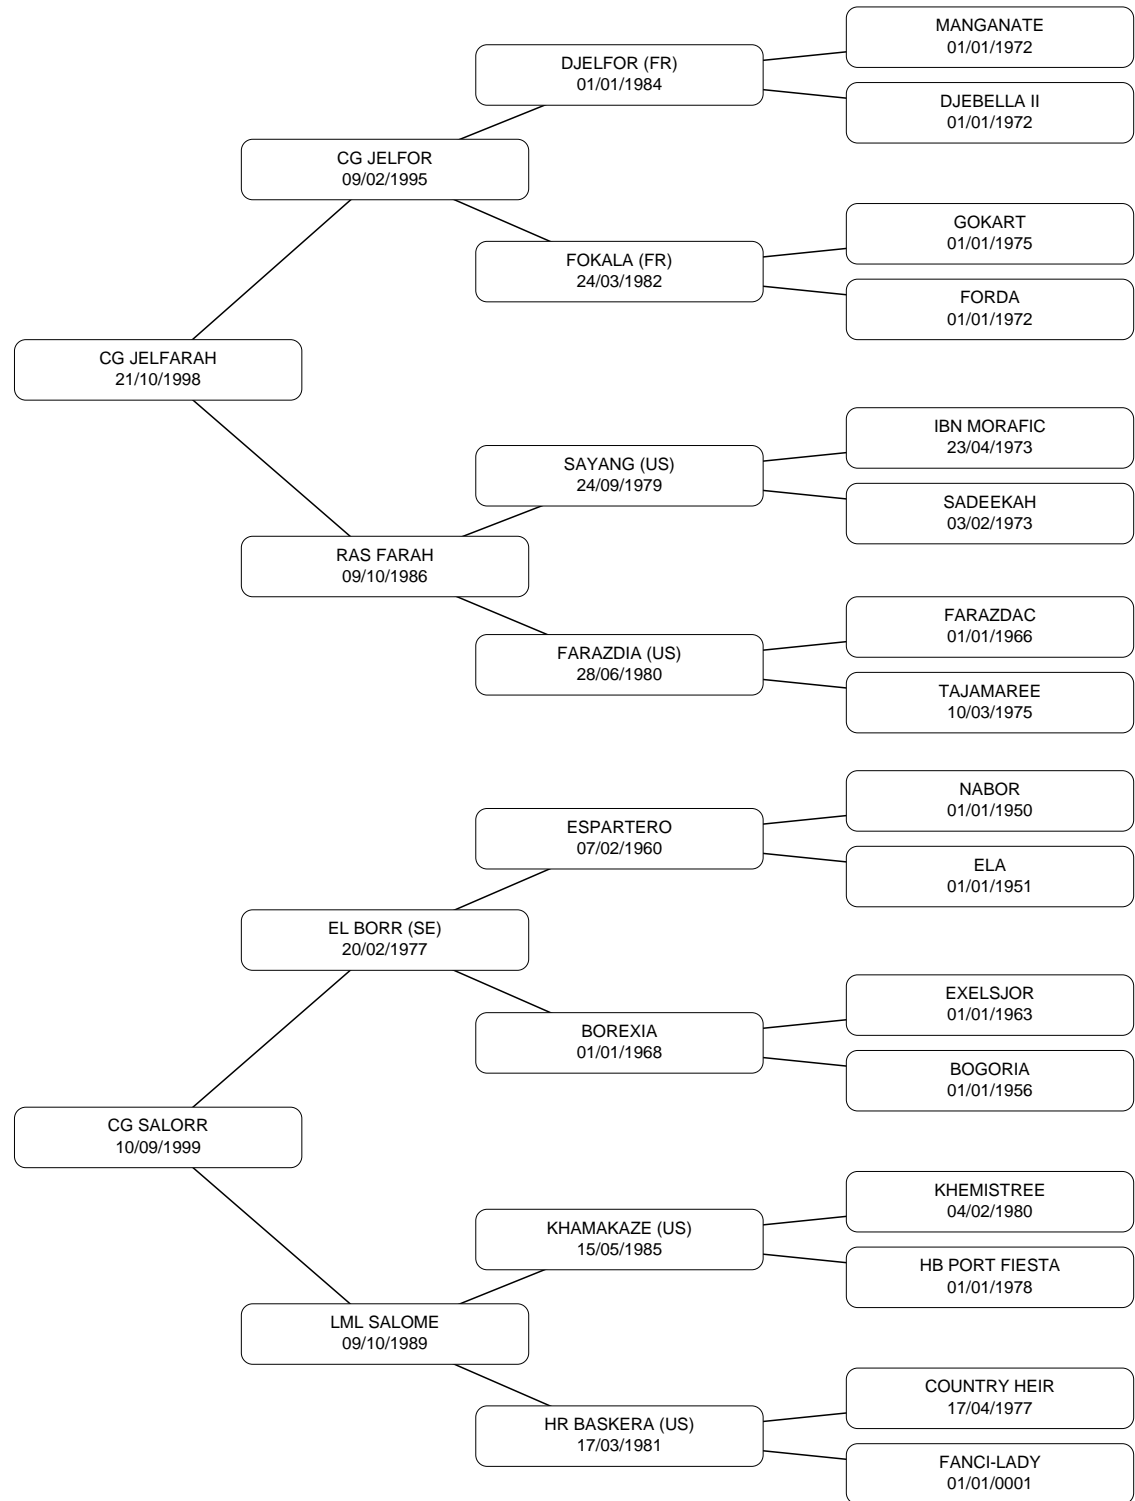 MANGANATE
01/01/1972
DJELFOR (FR)
01/01/1984
DJEBELLA II
01/01/1972
CG JELFOR
09/02/1995
GOKART
01/01/1975
FOKALA (FR)
24/03/1982
FORDA
01/01/1972
CG JELFARAH
21/10/1998
IBN MORAFIC
23/04/1973
SAYANG (US)
24/09/1979
SADEEKAH
03/02/1973
RAS FARAH
09/10/1986
FARAZDAC
01/01/1966
FARAZDIA (US)
28/06/1980
TAJAMAREE
10/03/1975
NABOR
01/01/1950
ESPARTERO
07/02/1960
ELA
01/01/1951
EL BORR (SE)
20/02/1977
EXELSJOR
01/01/1963
BOREXIA
01/01/1968
BOGORIA
01/01/1956
CG SALORR
10/09/1999
KHEMISTREE
04/02/1980
KHAMAKAZE (US)
15/05/1985
HB PORT FIESTA
01/01/1978
LML SALOME
09/10/1989
COUNTRY HEIR
17/04/1977
HR BASKERA (US)
17/03/1981
FANCI-LADY
01/01/0001